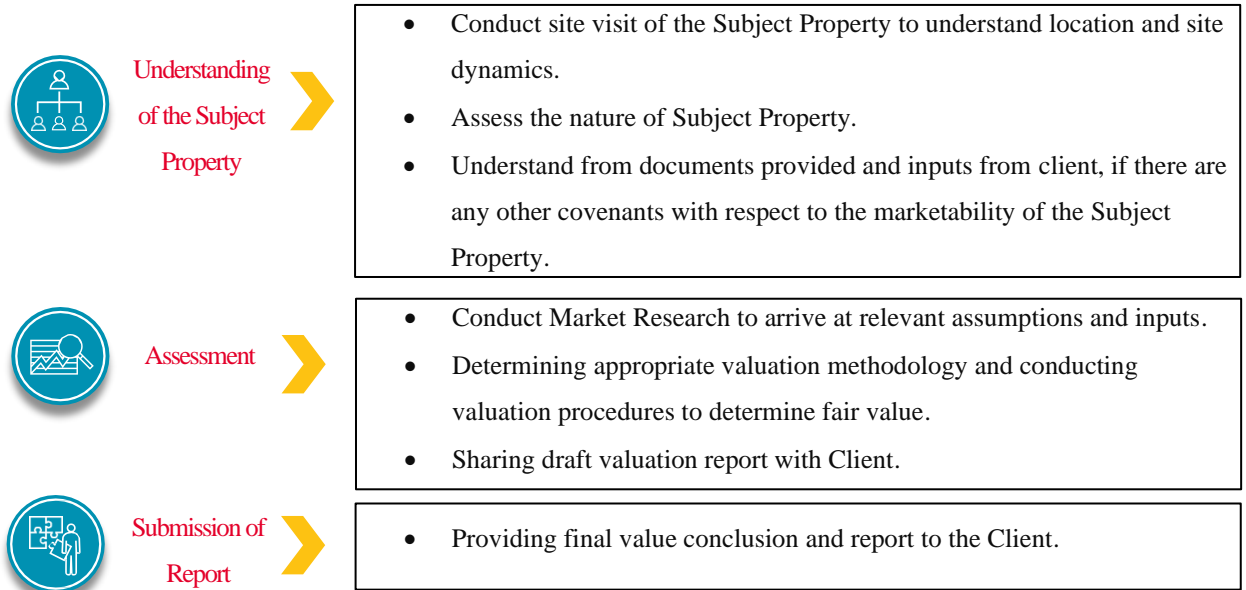 Understanding
of the Subject
Property
• Conduct site visit of the Subject Property to understand location and site
dynamics.
• Assess the nature of Subject Property.
• Understand from documents provided and inputs from client, if there are
any other covenants with respect to the marketability of the Subject
Property.
Assessment
• Conduct Market Research to arrive at relevant assumptions and inputs.
• Determining appropriate valuation methodology and conducting
valuation procedures to determine fair value.
• Sharing draft valuation report with Client.
Submission of
Report
• Providing final value conclusion and report to the Client.